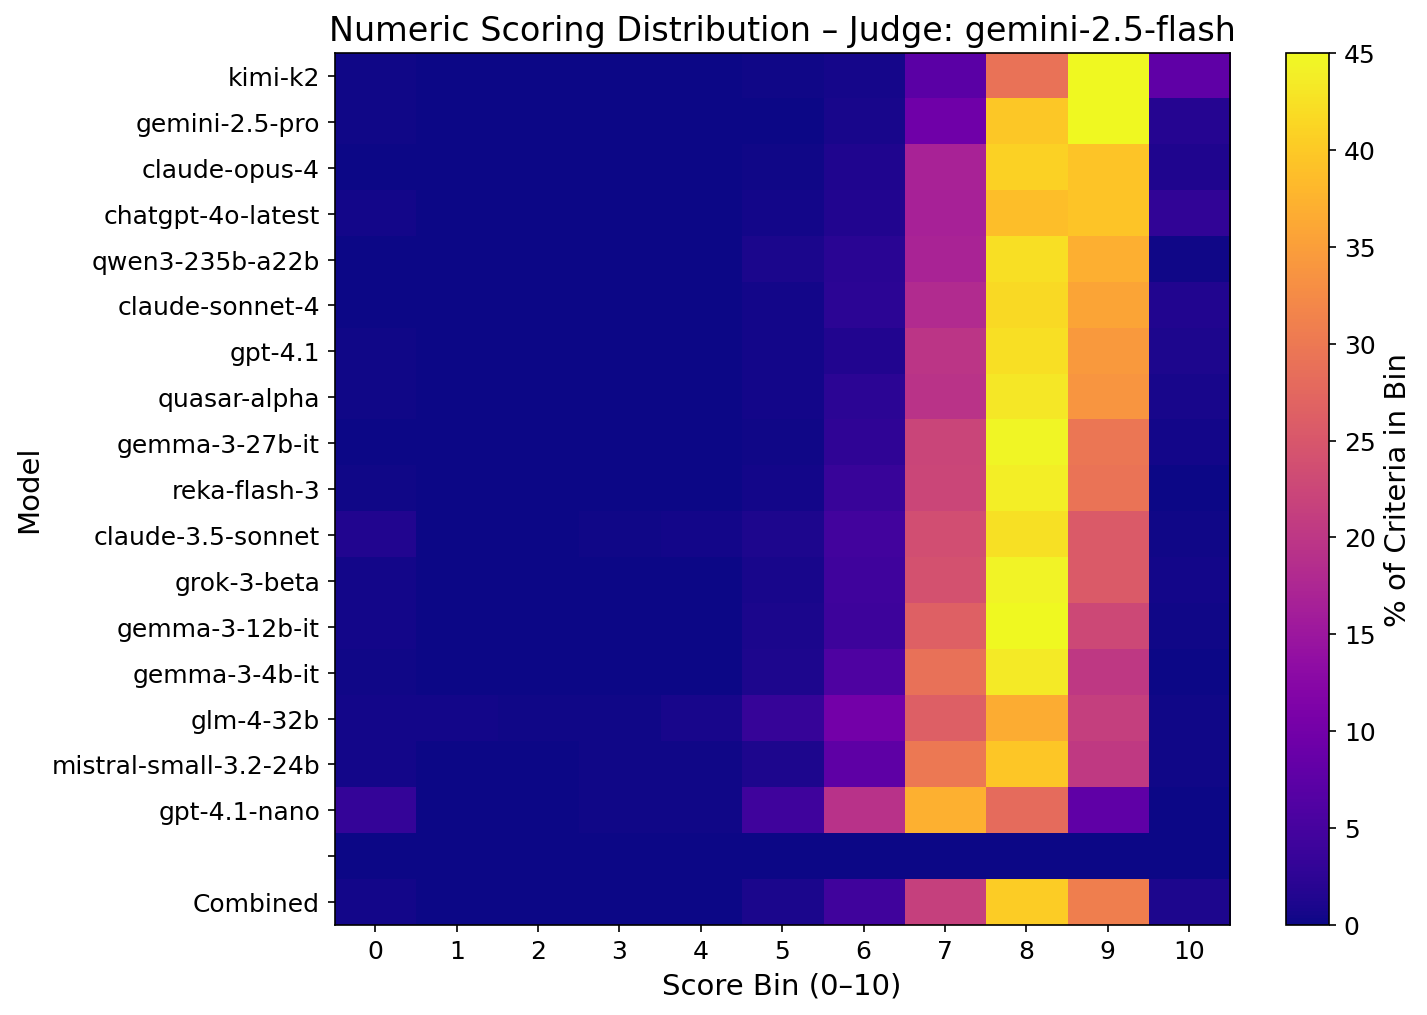 Numeric Scoring Distribution – Judge: gemini-2.5-flash
Model
kimi-k2
gemini-2.5-pro
claude-opus-4
chatgpt-4o-latest
qwen3-235b-a22b
claude-sonnet-4
gpt-4.1
quasar-alpha
gemma-3-27b-it
reka-flash-3
claude-3.5-sonnet
grok-3-beta
gemma-3-12b-it
gemma-3-4b-it
glm-4-32b
mistral-small-3.2-24b
gpt-4.1-nano
Combined
0 1 2 3 4 5 6 7 8 9 10
Score Bin (0–10)
45
40
35
30
25
20
15
10
5
0
% of Criteria in Bin